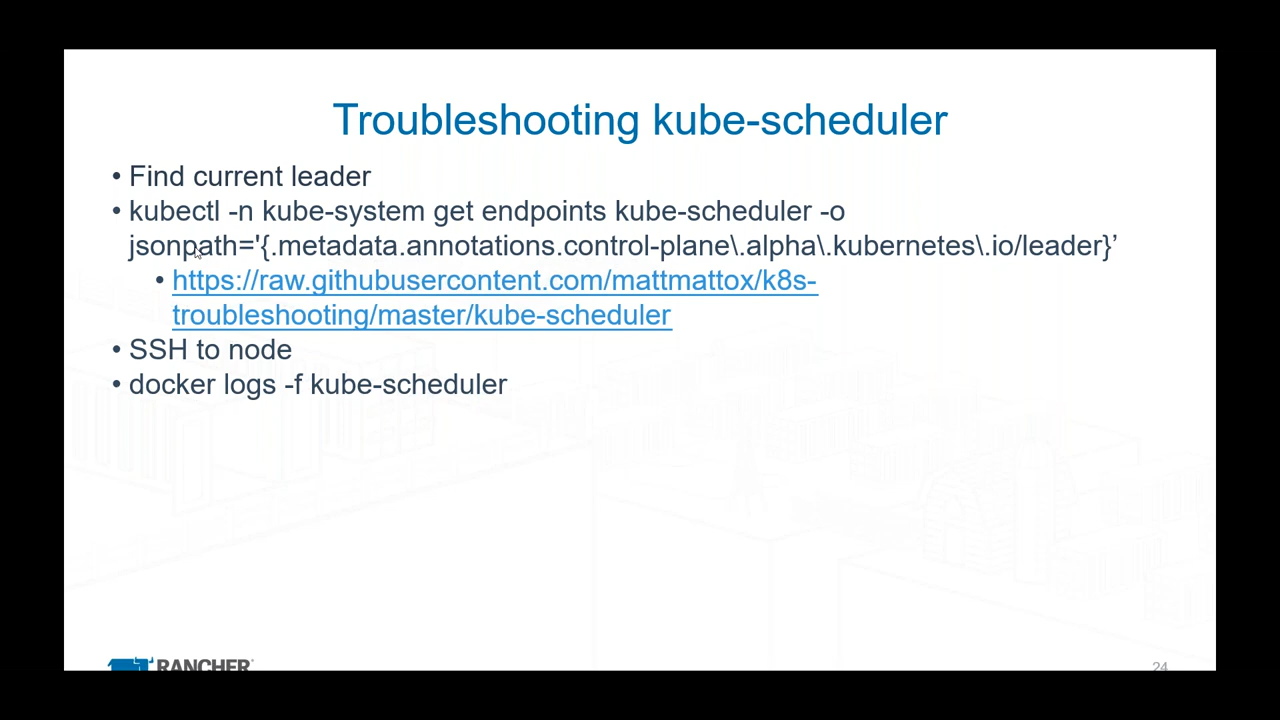 Troubleshooting kube-scheduler
• Find current leader
• kubectl -n kube-system get endpoints kube-scheduler -o
jsonpath='{.metadata.annotations.control-plane\.alpha\.kubernetes\.io/leader}’
• https://raw.githubusercontent.com/mattmattox/k8s-
troubleshooting/master/kube-scheduler
• SSH to node
• docker logs -f kube-scheduler
RANCHER
24